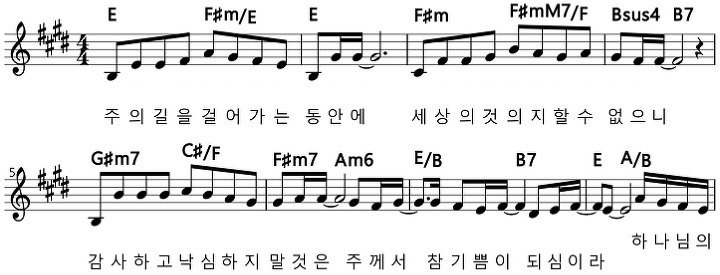 E F♯m/E E F♯m F♯mM7/F Bsus4 B7
4 4
주 의 길 을 걸 어 가 는 동 안 에 세 상 의 것 의 지 할 수 없 으 니
G♯m7 C♯/F F♯m7 Am6 E/B B7 E A/B
5
하 나 님 의
감 사 하 고 낙 심 하 지 말 것 은 주 께 서 참 기 쁨 이 되 심 이 라